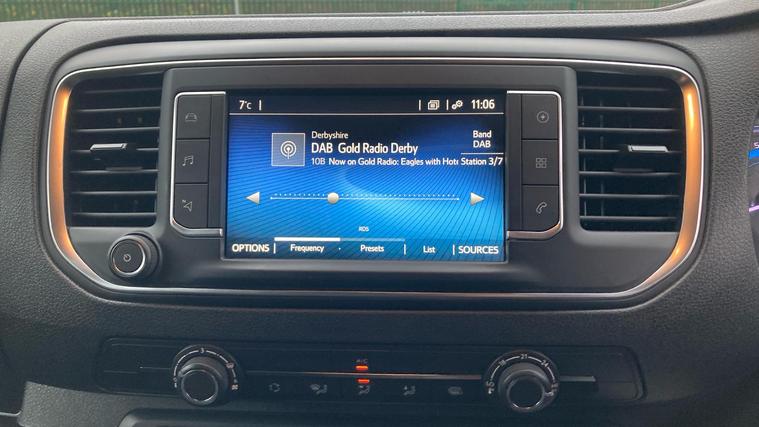 7°C
11:06
Derbyshire
DAB Gold Radio Derby
Band
DAB
10B Now on Gold Radio: Eagles with Hote Station 3/7
RDS
OPTIONS Frequency Presets List SOURCES
A/C